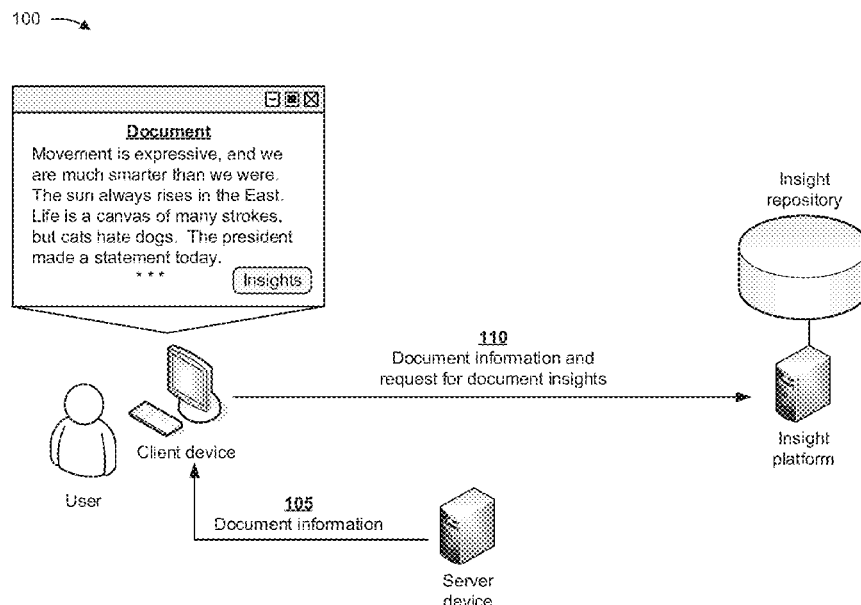 100
Document
Movement is expressive, and we
are much smarter than we were.
The sun always rises in the East.
Life is a canvas of many strokes,
but cats hate dogs. The president
made a statement today.
* * *
Insights
Insight
repository
110
Document information and
request for document insights
Insight
platform
Client device
User
105
Document information
Server
device